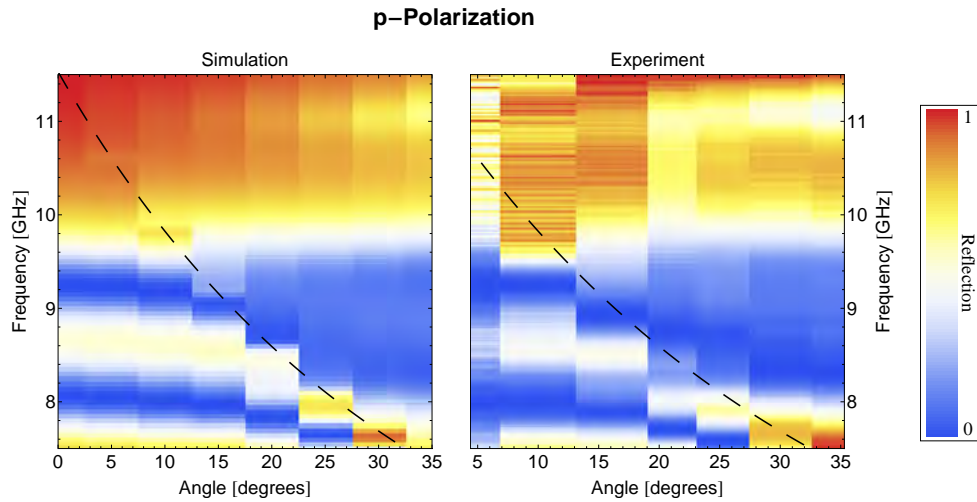 p−Polarization
Simulation
Experiment
Frequency [GHz]
11
10
9
8
0 5 10 15 20 25 30 35
Angle [degrees]
11
10
9
8
Frequency [GHz]
5 10 15 20 25 30 35
Angle [degrees]
1
Reflection
0